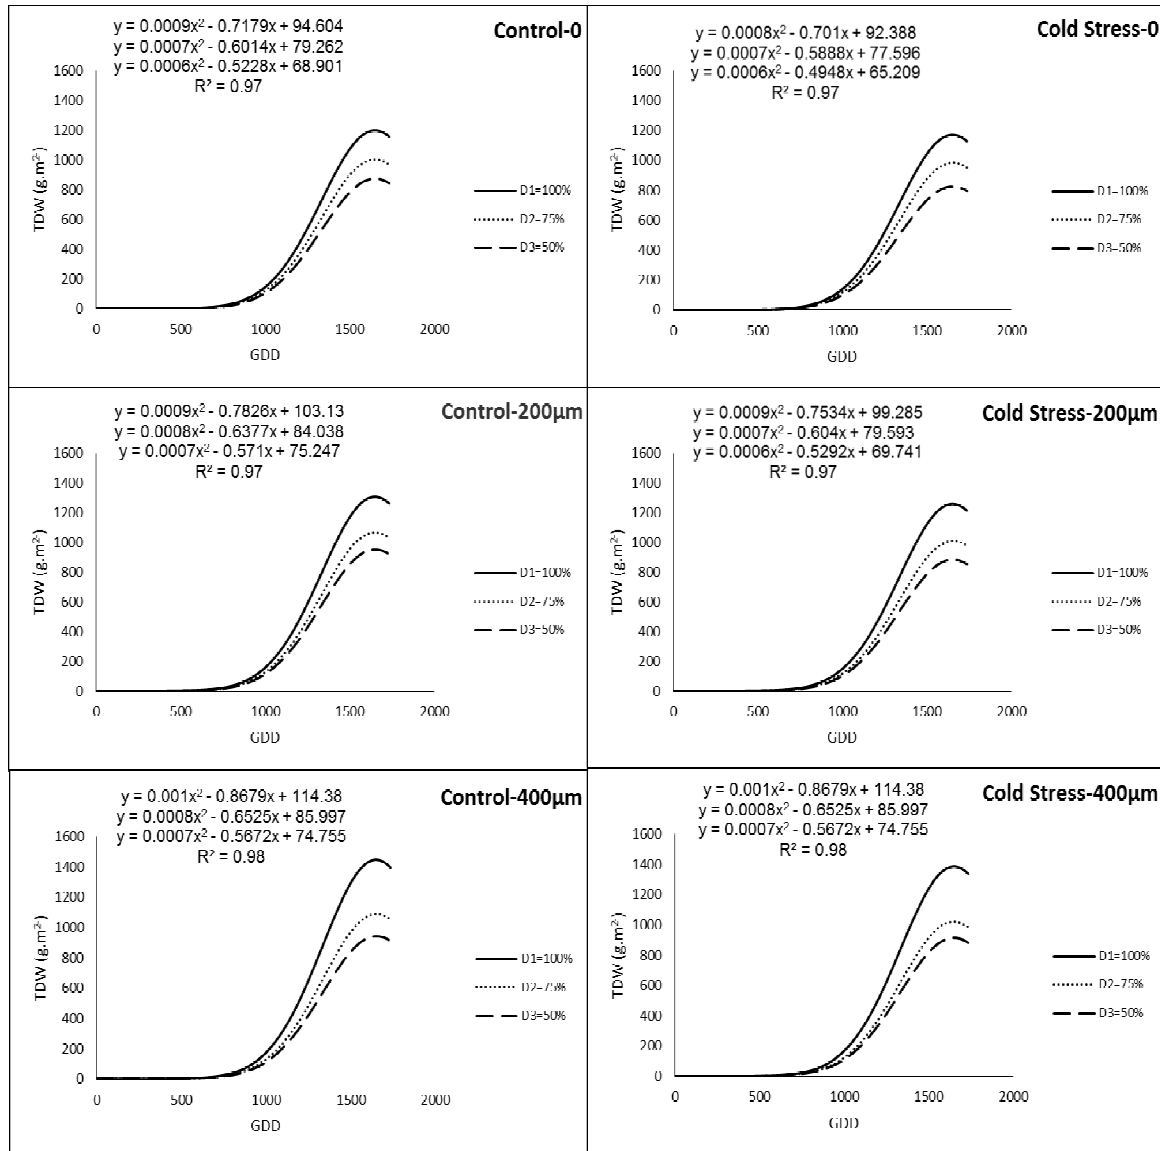 y = 0.0009x² - 0.7179x + 94.604
y = 0.0007x² - 0.6014x + 79.262
y = 0.0006x² - 0.5228x + 68.901
R² = 0.97
Control-0
1600
1400
1200
1000
800
600
400
200
0
TDW (g.m²⁻)
0 500 1000 1500 2000
GDD
D1=100%
D2=75%
D3=50%
y = 0.0008x² - 0.701x + 92.388
y = 0.0007x² - 0.5888x + 77.596
y = 0.0006x² - 0.4948x + 65.209
R² = 0.97
Cold Stress-0
1600
1400
1200
1000
800
600
400
200
0
TDW (g.m²⁻)
0 500 1000 1500 2000
GDD
D1=100%
D2=75%
D3=50%
y = 0.0009x² - 0.7826x + 103.13
y = 0.0008x² - 0.6377x + 84.038
y = 0.0007x² - 0.571x + 75.247
R² = 0.97
Control-200μm
1600
1400
1200
1000
800
600
400
200
0
TDW (g.m²⁻)
0 500 1000 1500 2000
GDD
D1=100%
D2=75%
D3=50%
y = 0.0009x² - 0.7534x + 99.285
y = 0.0007x² - 0.604x + 79.593
y = 0.0006x² - 0.5292x + 69.741
R² = 0.97
Cold Stress-200μm
1600
1400
1200
1000
800
600
400
200
0
TDW (g.m²⁻)
0 500 1000 1500 2000
GDD
D1=100%
D2=75%
D3=50%
y = 0.001x² - 0.8679x + 114.38
y = 0.0008x² - 0.6525x + 85.997
y = 0.0007x² - 0.5672x + 74.755
R² = 0.98
Control-400μm
1600
1400
1200
1000
800
600
400
200
0
TDW (g.m²⁻)
0 500 1000 1500 2000
GDD
D1=100%
D2=75%
D3=50%
y = 0.001x² - 0.8679x + 114.38
y = 0.0008x² - 0.6525x + 85.997
y = 0.0007x² - 0.5672x + 74.755
R² = 0.98
Cold Stress-400μm
1600
1400
1200
1000
800
600
400
200
0
TDW (g.m²⁻)
0 500 1000 1500 2000
GDD
D1=100%
D2=75%
D3=50%